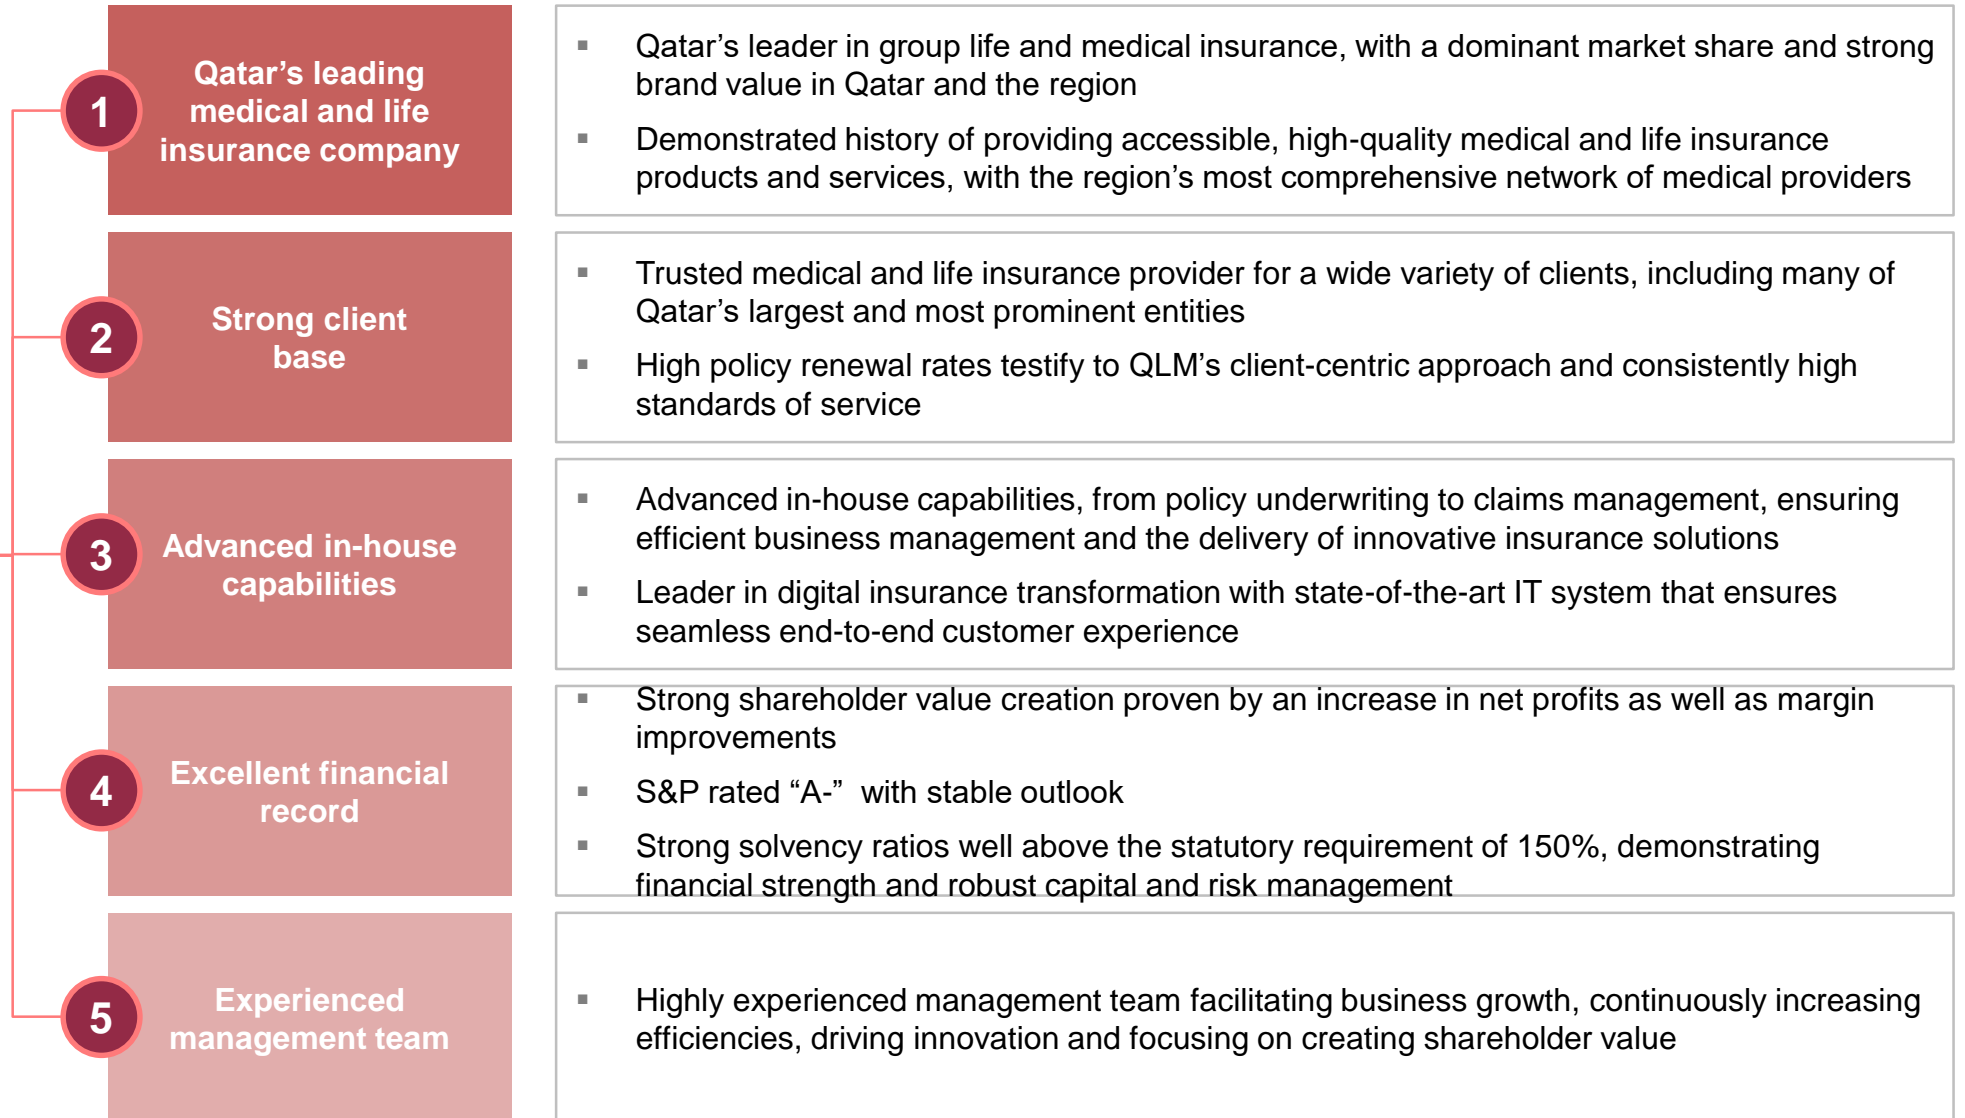 1
Qatar’s leading
medical and life
insurance company
▪ Qatar’s leader in group life and medical insurance, with a dominant market share and strong
brand value in Qatar and the region
▪ Demonstrated history of providing accessible, high-quality medical and life insurance
products and services, with the region’s most comprehensive network of medical providers
2
Strong client
base
▪ Trusted medical and life insurance provider for a wide variety of clients, including many of
Qatar’s largest and most prominent entities
▪ High policy renewal rates testify to QLM’s client-centric approach and consistently high
standards of service
3
Advanced in-house
capabilities
▪ Advanced in-house capabilities, from policy underwriting to claims management, ensuring
efficient business management and the delivery of innovative insurance solutions
▪ Leader in digital insurance transformation with state-of-the-art IT system that ensures
seamless end-to-end customer experience
4
Excellent financial
record
▪ Strong shareholder value creation proven by an increase in net profits as well as margin
improvements
▪ S&P rated “A-”  with stable outlook
▪ Strong solvency ratios well above the statutory requirement of 150%, demonstrating
financial strength and robust capital and risk management
5
Experienced
management team
▪ Highly experienced management team facilitating business growth, continuously increasing
efficiencies, driving innovation and focusing on creating shareholder value